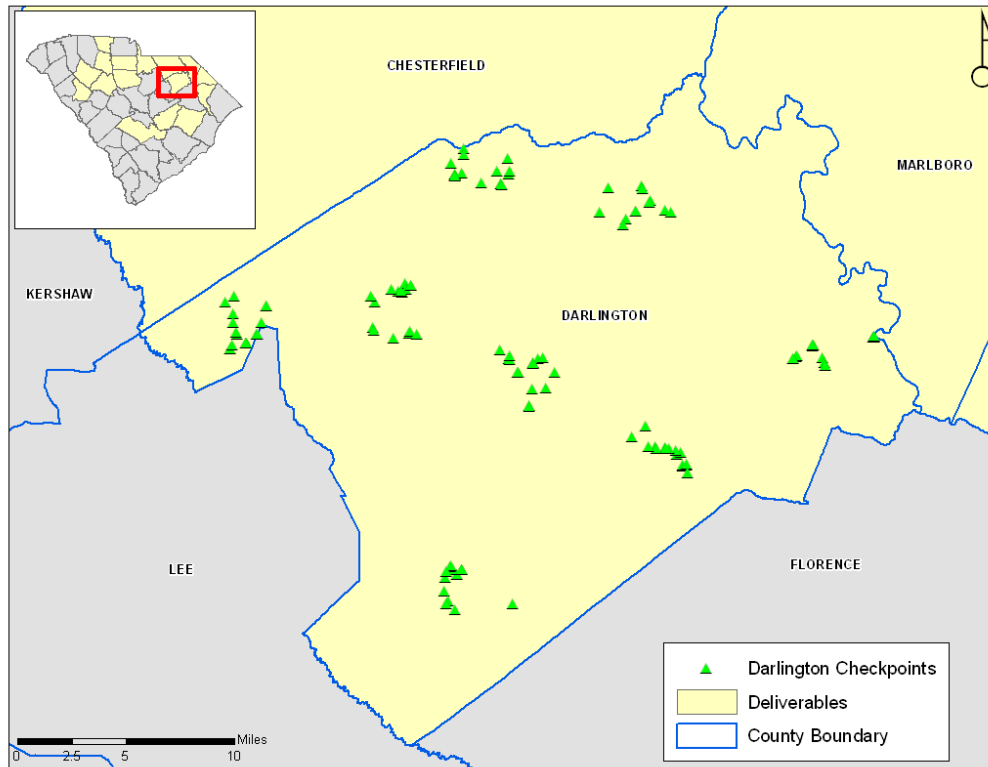 CHESTERFIELD
N
MARLBORO
KERSHAW
DARLINGTON
LEE
FLORENCE
Darlington Checkpoints
Deliverables
County Boundary
Miles
0 2.5 5 10